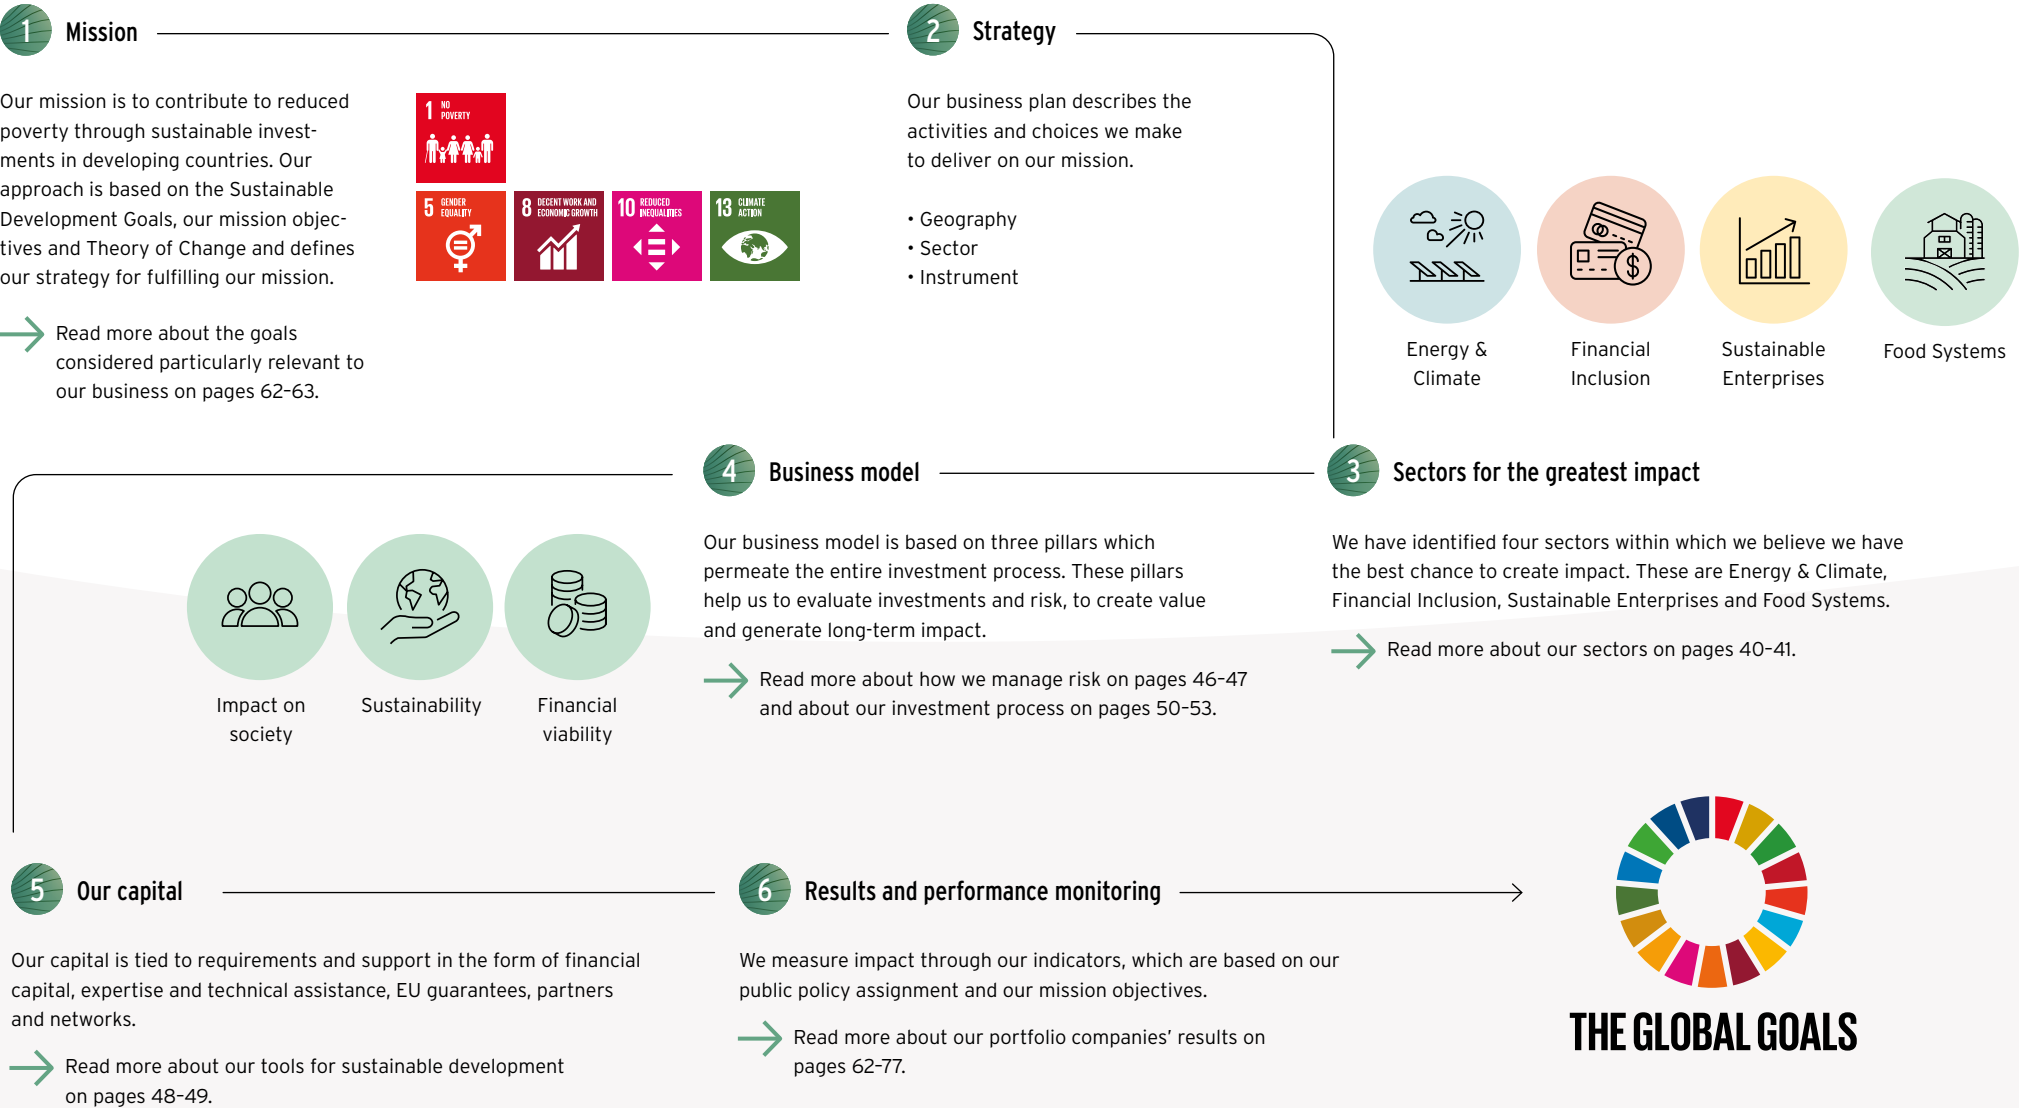 1 Mission
Our mission is to contribute to reduced
poverty through sustainable invest-
ments in developing countries. Our
approach is based on the Sustainable
Development Goals, our mission objec-
tives and Theory of Change and defines
our strategy for fulfilling our mission.
Read more about the goals
considered particularly relevant to
our business on pages 62–63.
1 NO
POVERTY
5 GENDER
EQUALITY
8 DECENT WORK AND
ECONOMIC GROWTH
10 REDUCED
INEQUALITIES
13 CLIMATE
ACTION
2 Strategy
Our business plan describes the
activities and choices we make
to deliver on our mission.
• Geography
• Sector
• Instrument
Energy &
Climate
Financial
Inclusion
Sustainable
Enterprises
Food Systems
3 Sectors for the greatest impact
We have identified four sectors within which we believe we have
the best chance to create impact. These are Energy & Climate,
Financial Inclusion, Sustainable Enterprises and Food Systems.
Read more about our sectors on pages 40–41.
4 Business model
Our business model is based on three pillars which
permeate the entire investment process. These pillars
help us to evaluate investments and risk, to create value
and generate long-term impact.
Read more about how we manage risk on pages 46–47
and about our investment process on pages 50–53.
Impact on
society
Sustainability
Financial
viability
5 Our capital
Our capital is tied to requirements and support in the form of financial
capital, expertise and technical assistance, EU guarantees, partners
and networks.
Read more about our tools for sustainable development
on pages 48–49.
6 Results and performance monitoring
We measure impact through our indicators, which are based on our
public policy assignment and our mission objectives.
Read more about our portfolio companies’ results on
pages 62–77.
THE GLOBAL GOALS